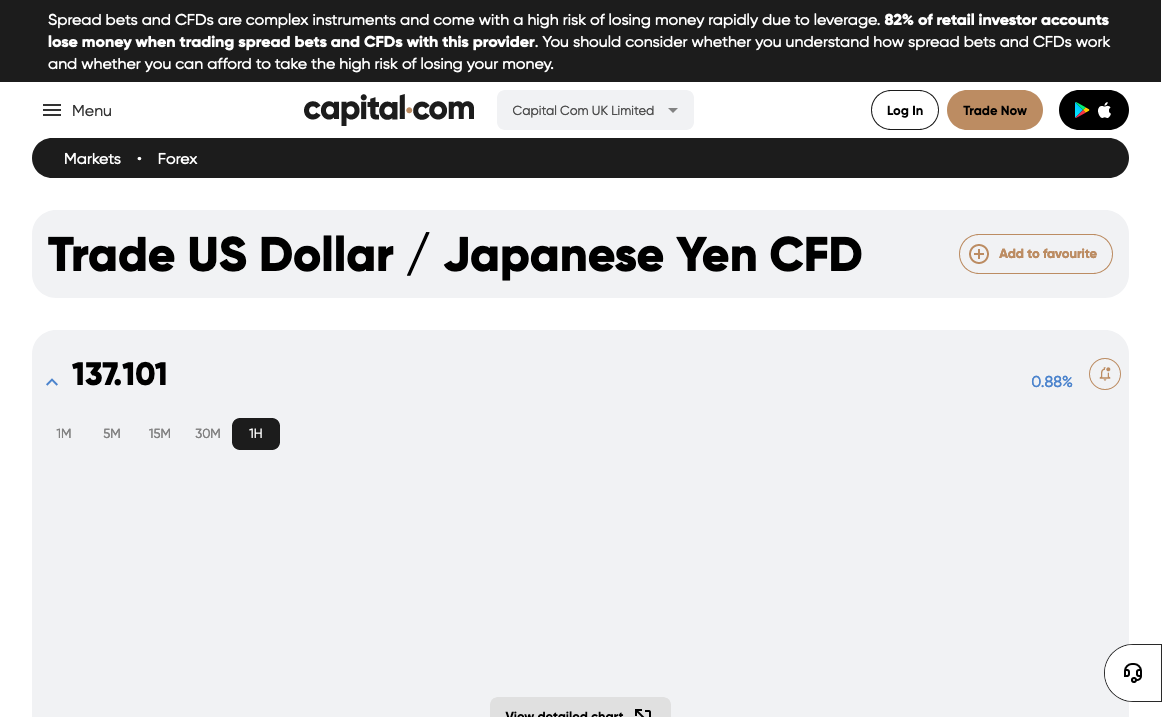 Spread bets and CFDs are complex instruments and come with a high risk of losing money rapidly due to leverage. 82% of retail investor accounts
lose money when trading spread bets and CFDs with this provider. You should consider whether you understand how spread bets and CFDs work
and whether you can afford to take the high risk of losing your money.
Menu
capital.com
Capital Com UK Limited
Log In
Trade Now
Markets • Forex
Trade US Dollar / Japanese Yen CFD
Add to favourite
137.101
0.88%
1M 5M 15M 30M 1H
View detailed chart